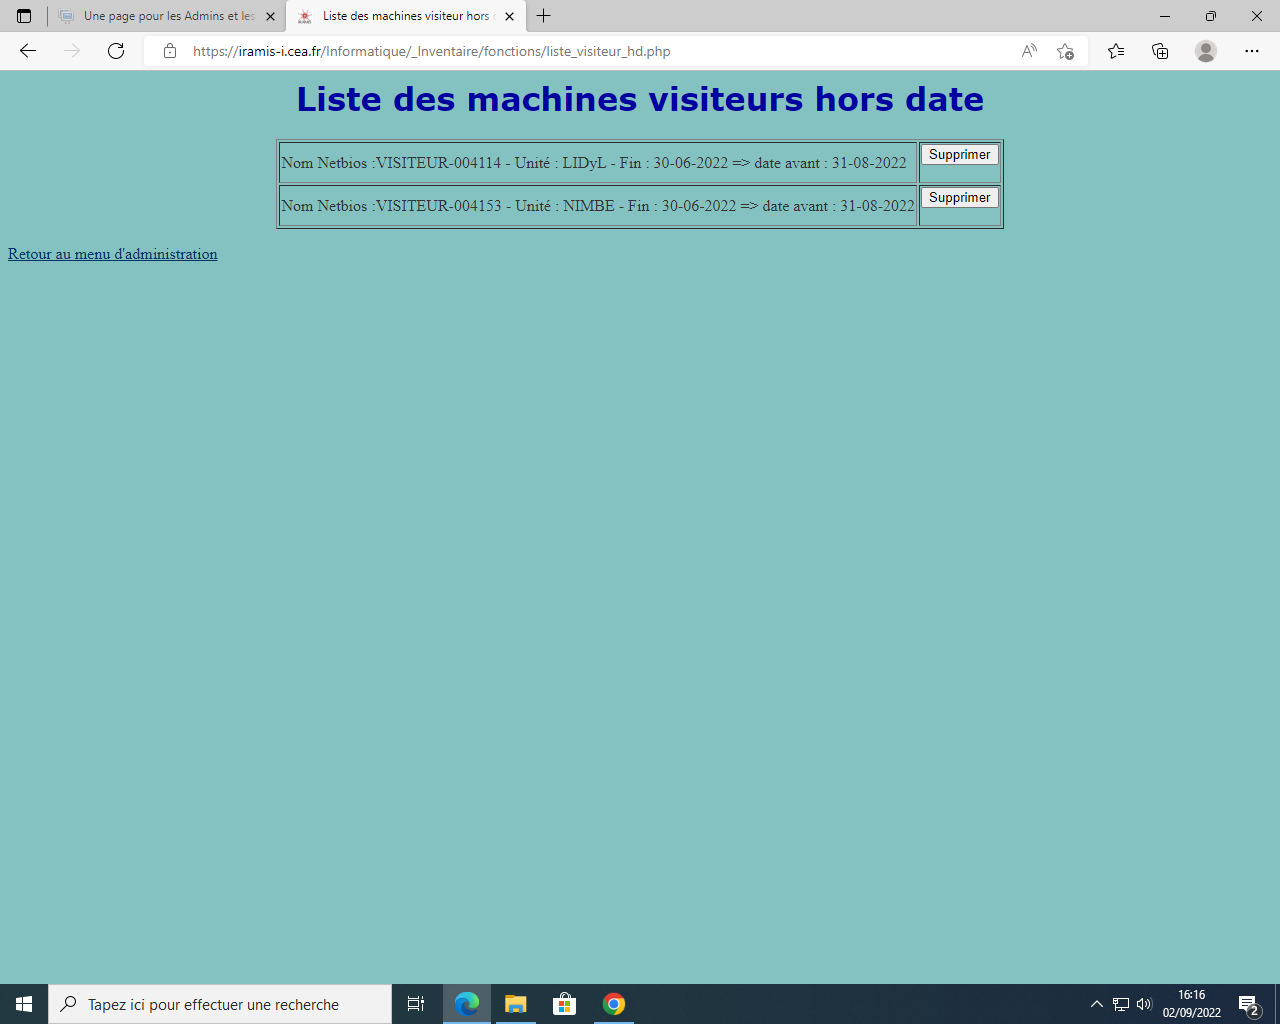 Une page pour les Admins et les
Liste des machines visiteur hors
https://iramis-i.cea.fr/Informatique/_Inventaire/fonctions/liste_visiteur_hd.php
Liste des machines visiteurs hors date
Nom Netbios :VISITEUR-004114 - Unité : LIDyL - Fin : 30-06-2022 => date avant : 31-08-2022 Supprimer
Nom Netbios :VISITEUR-004153 - Unité : NIMBE - Fin : 30-06-2022 => date avant : 31-08-2022 Supprimer
Retour au menu d'administration
Tapez ici pour effectuer une recherche
16:16
02/09/2022
2